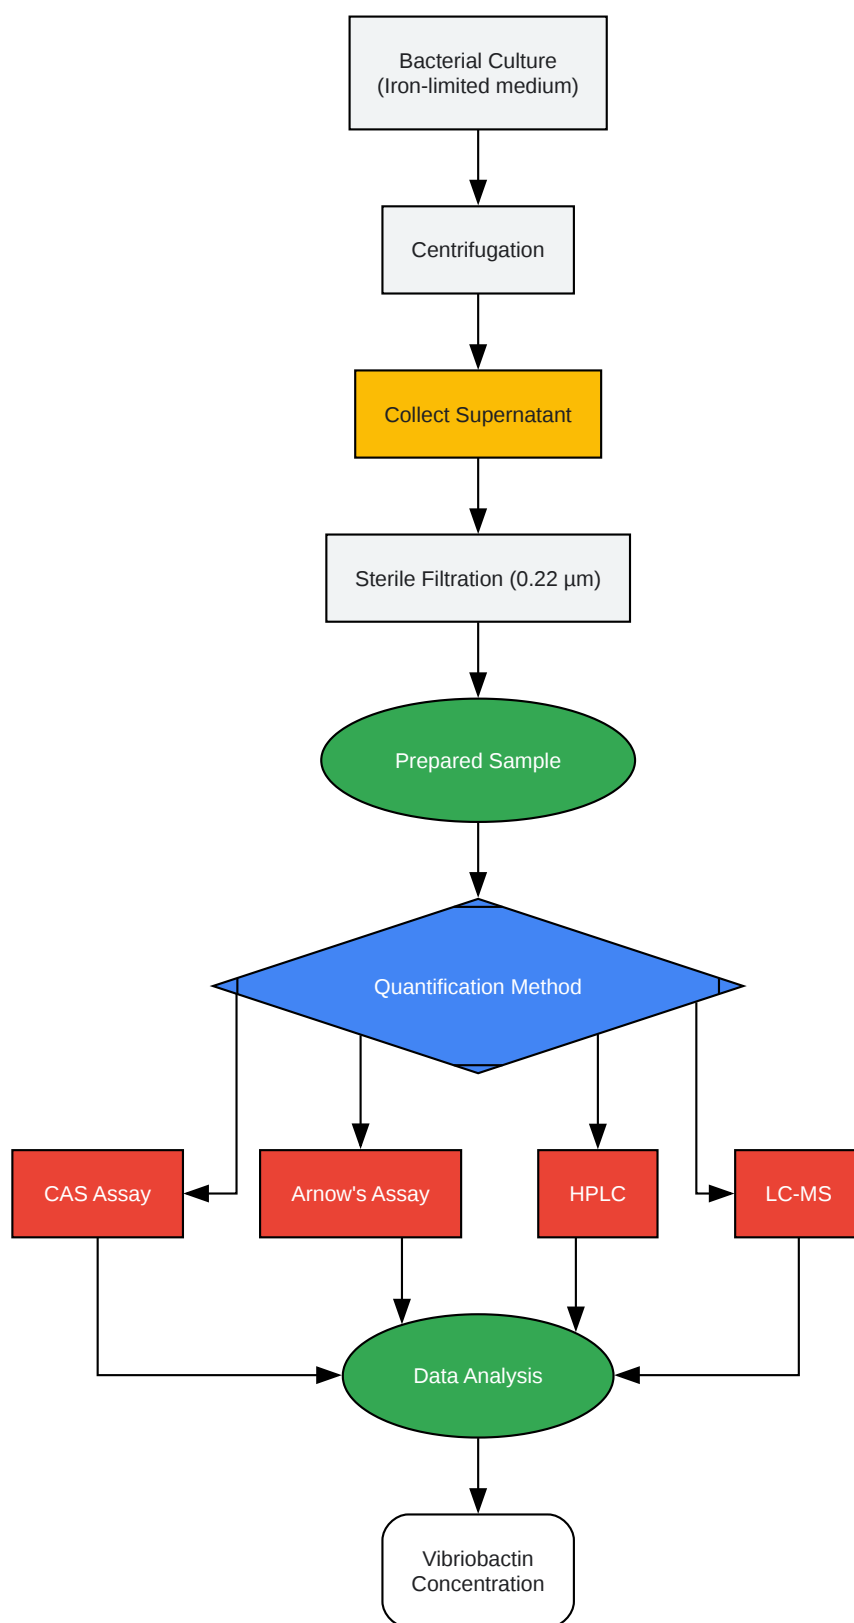 Bacterial Culture
(Iron-limited medium)
Centrifugation
Collect Supernatant
Sterile Filtration (0.22 µm)
Prepared Sample
Quantification Method
CAS Assay
Arnow's Assay
HPLC
LC-MS
Data Analysis
Vibriobactin
Concentration